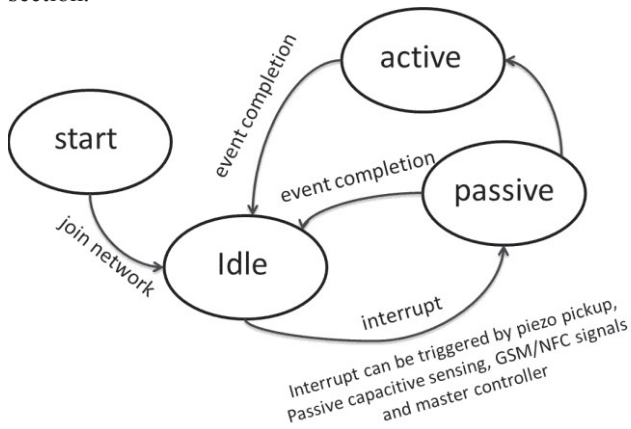 section.
active
start
event completion
event completion
passive
join network
Idle
interrupt
Interrupt can be triggered by piezo pickup,
Passive capacitive sensing, GSM/NFC signals
and master controller